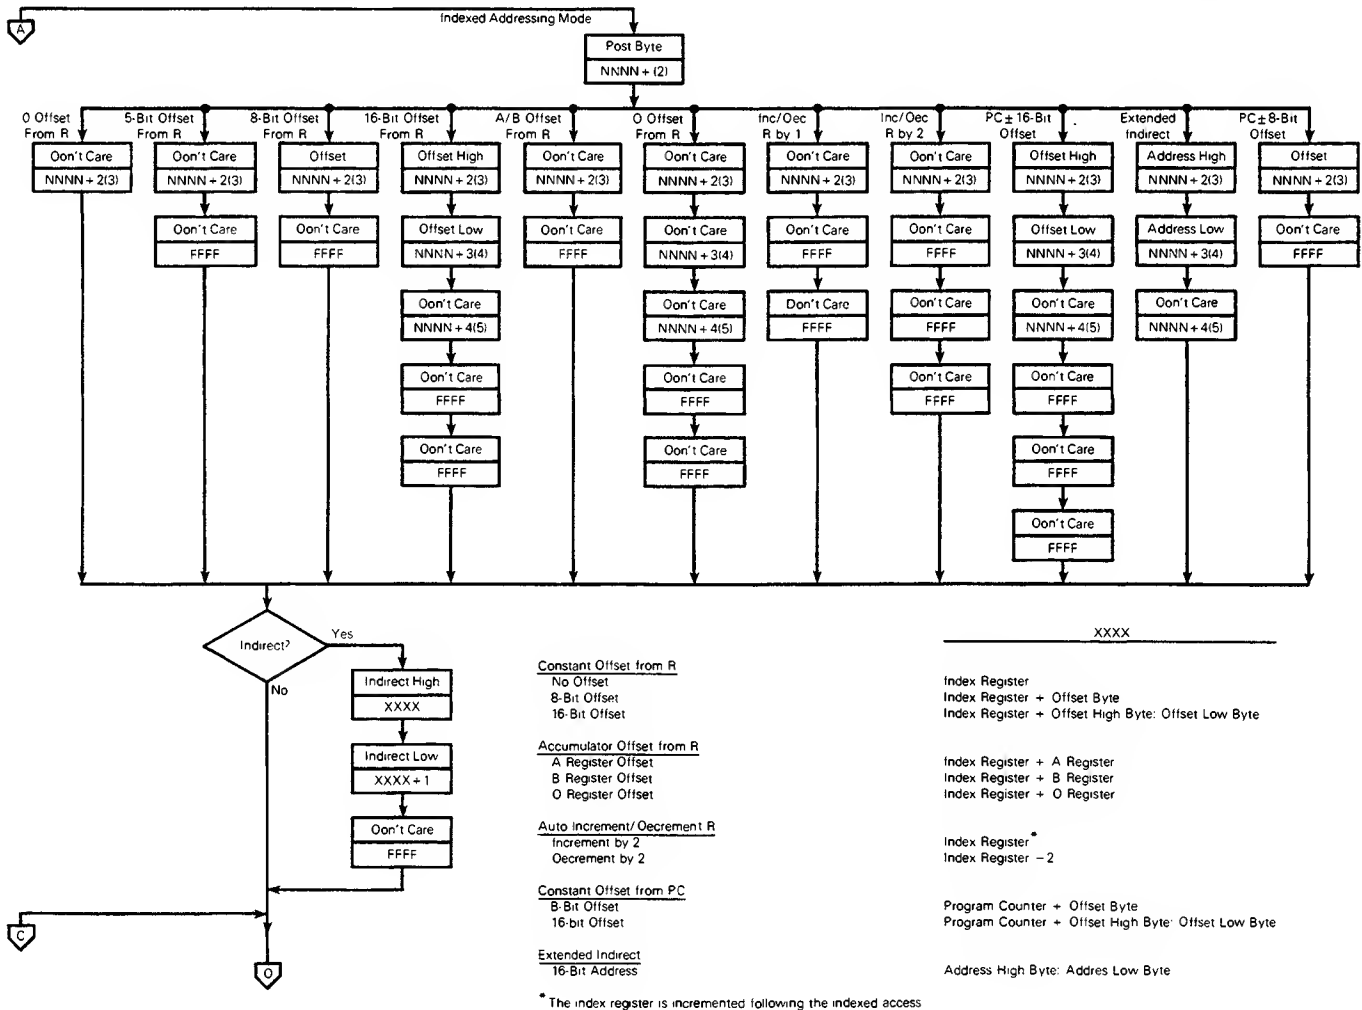 A
Indexed Addressing Mode
Post Byte
NNNN + (2)
0 Offset From R
5-Bit Offset From R
8-Bit Offset From R
16-Bit Offset From R
A/B Offset From R
O Offset From R
Inc/Oec R by 1
Inc/Oec R by 2
PC ± 16-Bit Offset
Extended Indirect
PC ± 8-Bit Offset
Oon't Care
NNNN + 2(3)
Oon't Care
NNNN + 2(3)
Oon't Care
FFFF
Offset
NNNN + 2(3)
Oon't Care
FFFF
Offset High
NNNN + 2(3)
Offset Low
NNNN + 3(4)
Oon't Care
NNNN + 4(5)
Oon't Care
FFFF
Oon't Care
FFFF
Oon't Care
NNNN + 2(3)
Oon't Care
FFFF
Oon't Care
NNNN + 2(3)
Oon't Care
NNNN + 3(4)
Oon't Care
NNNN + 4(5)
Oon't Care
FFFF
Oon't Care
FFFF
Oon't Care
NNNN + 2(3)
Oon't Care
FFFF
Don't Care
FFFF
Oon't Care
NNNN + 2(3)
Oon't Care
FFFF
Oon't Care
FFFF
Oon't Care
FFFF
Offset High
NNNN + 2(3)
Offset Low
NNNN + 3(4)
Oon't Care
NNNN + 4(5)
Oon't Care
FFFF
Oon't Care
FFFF
Oon't Care
FFFF
Address High
NNNN + 2(3)
Address Low
NNNN + 3(4)
Oon't Care
NNNN + 4(5)
Offset
NNNN + 2(3)
Oon't Care
FFFF
Indirect?
Yes
No
Indirect High
XXXX
Indirect Low
XXXX + 1
Oon't Care
FFFF
C
O
XXXX
Constant Offset from R
No Offset Index Register
8-Bit Offset Index Register + Offset Byte
16-Bit Offset Index Register + Offset High Byte: Offset Low Byte
Accumulator Offset from R
A Register Offset Index Register + A Register
B Register Offset Index Register + B Register
O Register Offset Index Register + O Register
Auto Increment/Oecrement R
Increment by 2 Index Register*
Oecrement by 2 Index Register – 2
Constant Offset from PC
8-Bit Offset Program Counter + Offset Byte
16-bit Offset Program Counter + Offset High Byte: Offset Low Byte
Extended Indirect
16-Bit Address Address High Byte: Addres Low Byte
* The index register is incremented following the indexed access